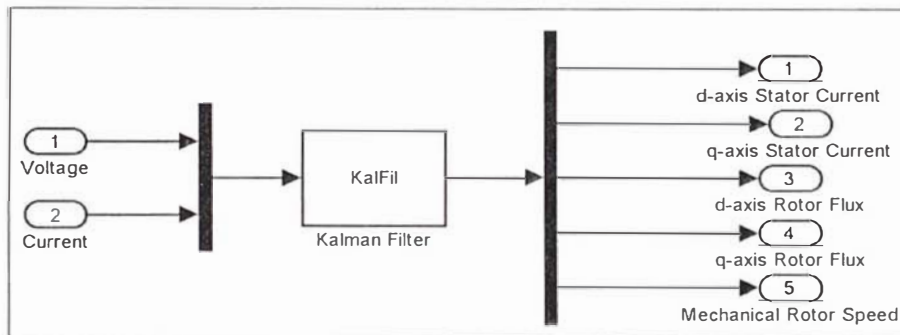 1
Voltage
2
Current
KalFil
Kalman Filter
1
d-axis Stator Current
2
q-axis Stator Current
3
d-axis Rotor Flux
4
q-axis Rotor Flux
5
Mechanical Rotor Speed